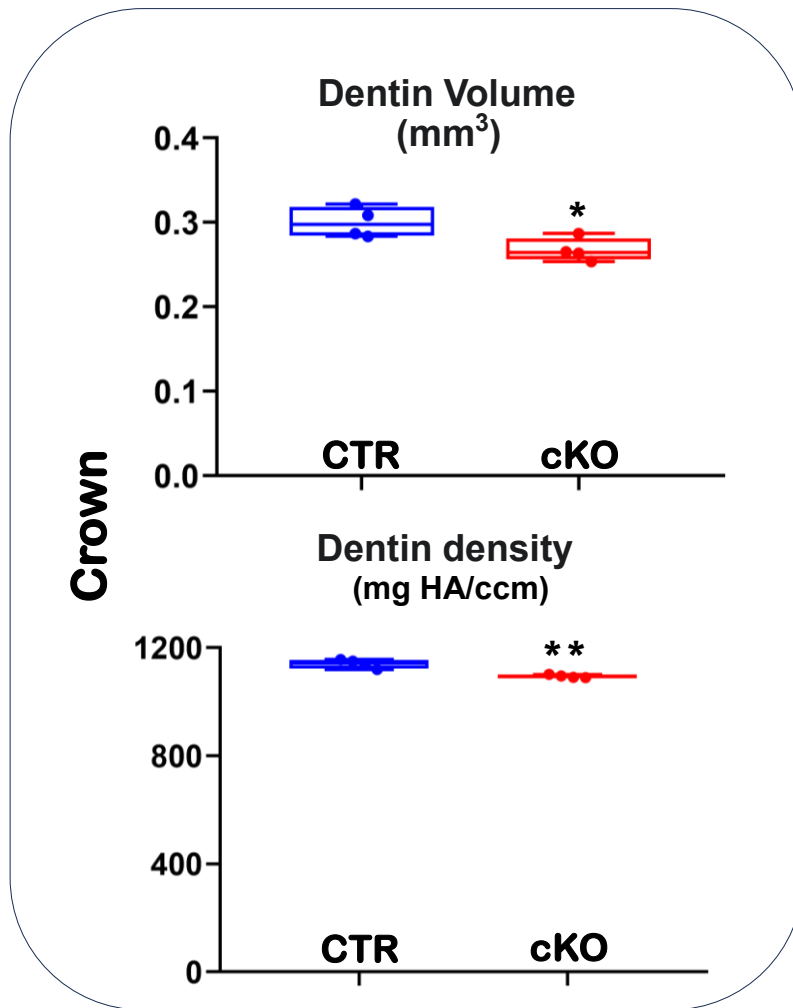 Crown
Dentin Volume
(mm³)
0.4
0.3
0.2
0.1
0.0
*
CTR
cKO
Dentin density
(mg HA/ccm)
1200
800
400
0
**
CTR
cKO